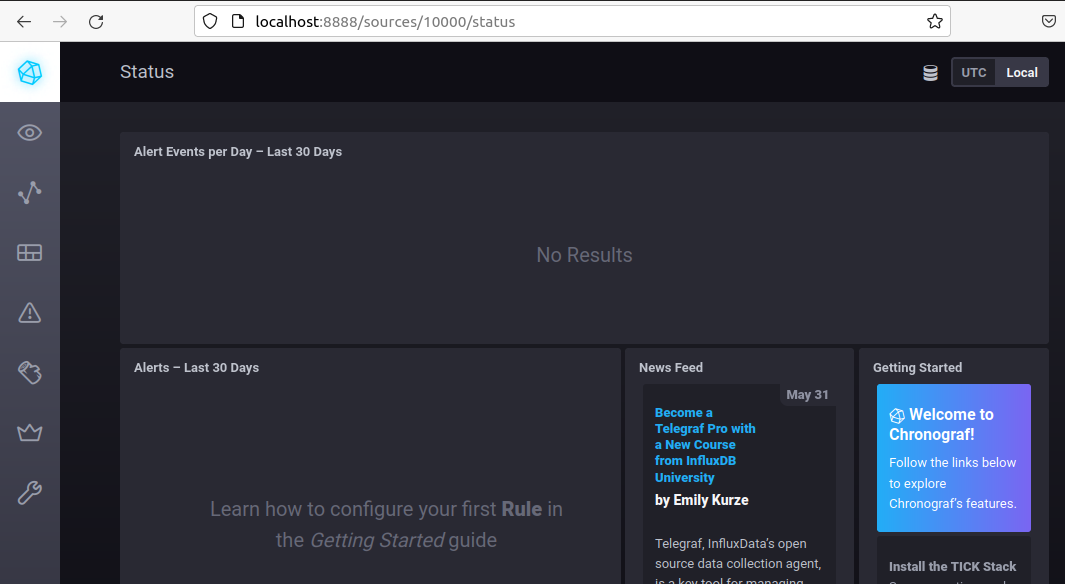 localhost:8888/sources/10000/status
Status
UTC
Local
Alert Events per Day – Last 30 Days
No Results
Alerts – Last 30 Days
Learn how to configure your first Rule in
the Getting Started guide
News Feed
May 31
Become a
Telegraf Pro with
a New Course
from InfluxDB
University
by Emily Kurze
Telegraf, InfluxData’s open
source data collection agent,
is a key tool for managing
Getting Started
Welcome to
Chronograf!
Follow the links below
to explore
Chronograf’s features.
Install the TICK Stack